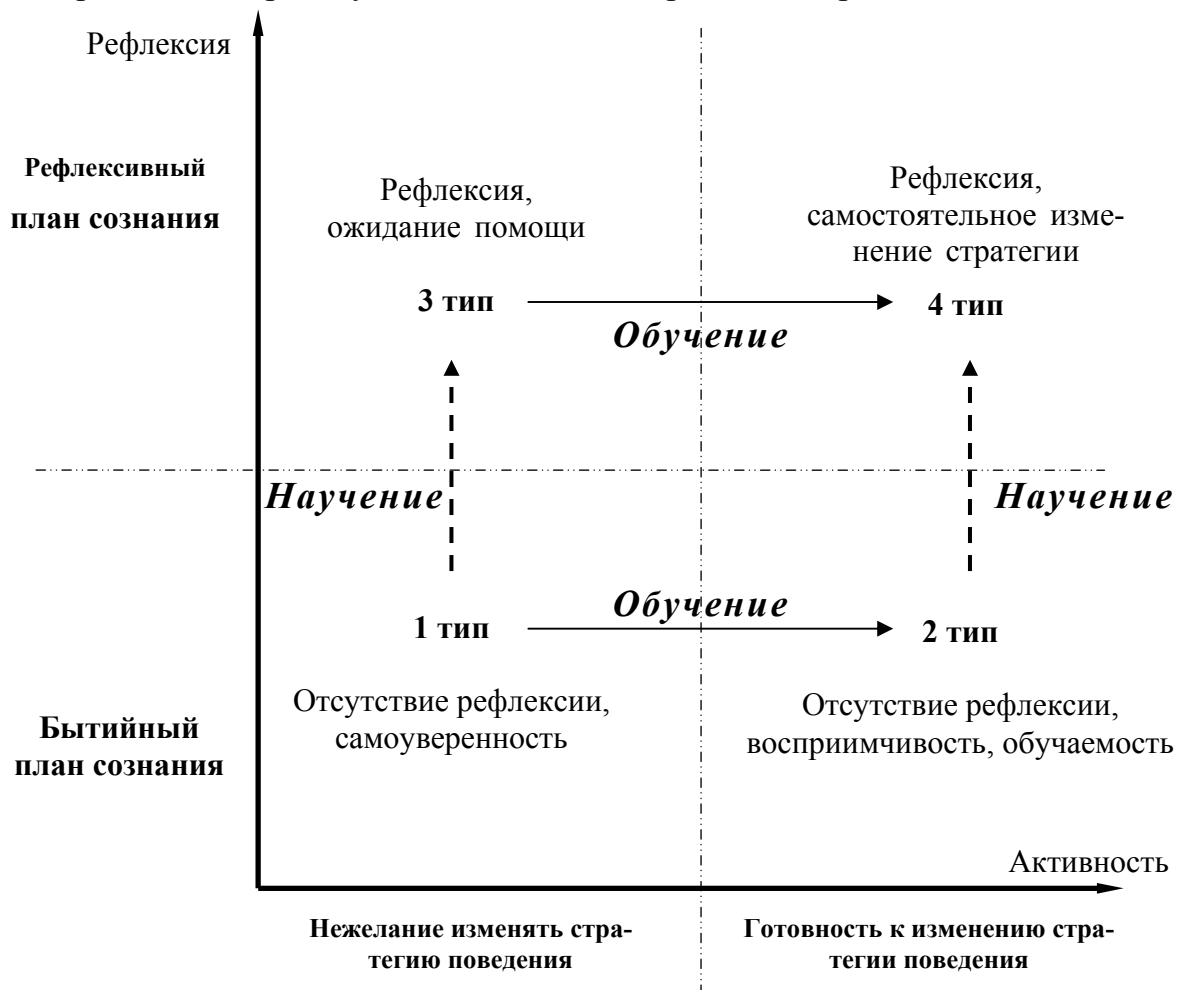 Рефлексия
Рефлексивный
план сознания
Рефлексия,
ожидание помощи
Рефлексия,
самостоятельное изме-
нение стратегии
3 тип
4 тип
Обучение
Научение
Научение
Обучение
1 тип
2 тип
Отсутствие рефлексии,
самоуверенность
Отсутствие рефлексии,
восприимчивость, обучаемость
Бытийный
план сознания
Активность
Нежелание изменять стра-
тегию поведения
Готовность к изменению стра-
тегии поведения